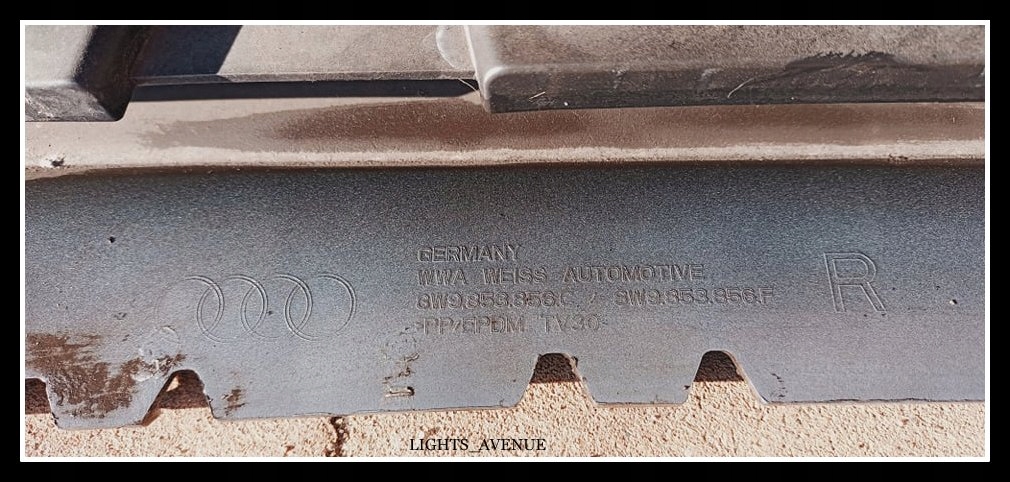 GERMANY
WWA WEISS AUTOMOTIVE
8W9.853.856.C / 8W9.853.856.F
>PP/EPDM TV30<
R
LIGHTS_AVENUE